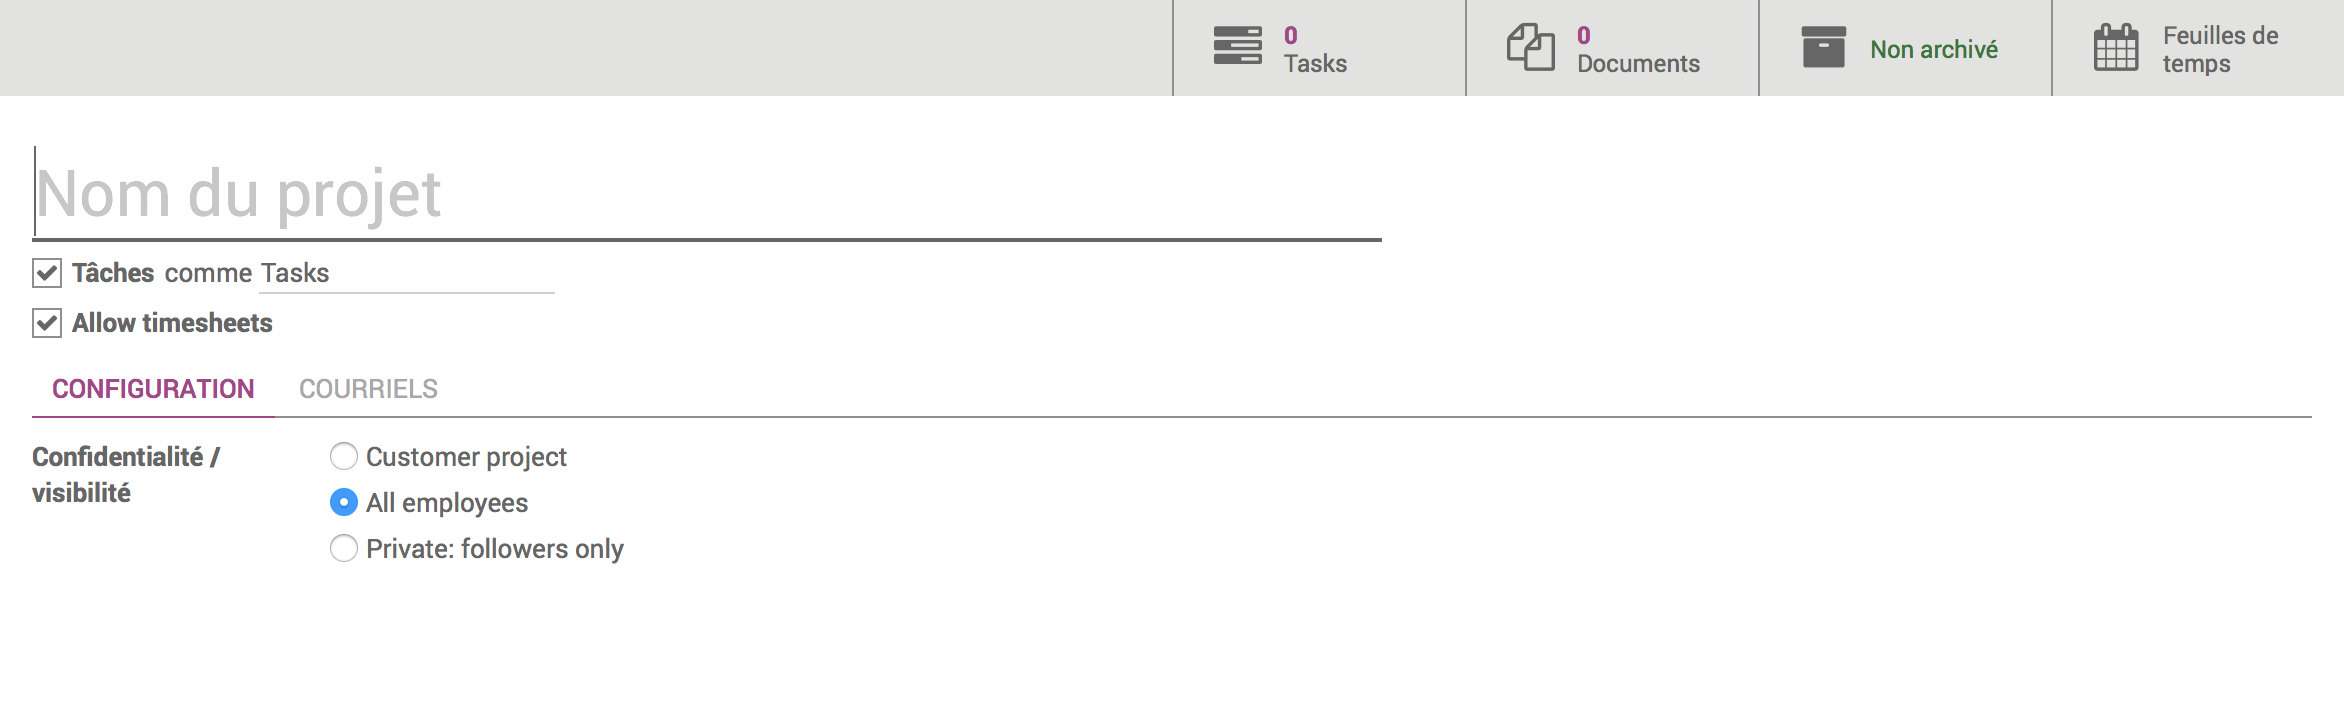 0
Tasks
0
Documents
Non archivé
Feuilles de
temps
Nom du projet
Tâches comme Tasks
Allow timesheets
CONFIGURATION COURRIELS
Confidentialité /
visibilité
Customer project
All employees
Private: followers only